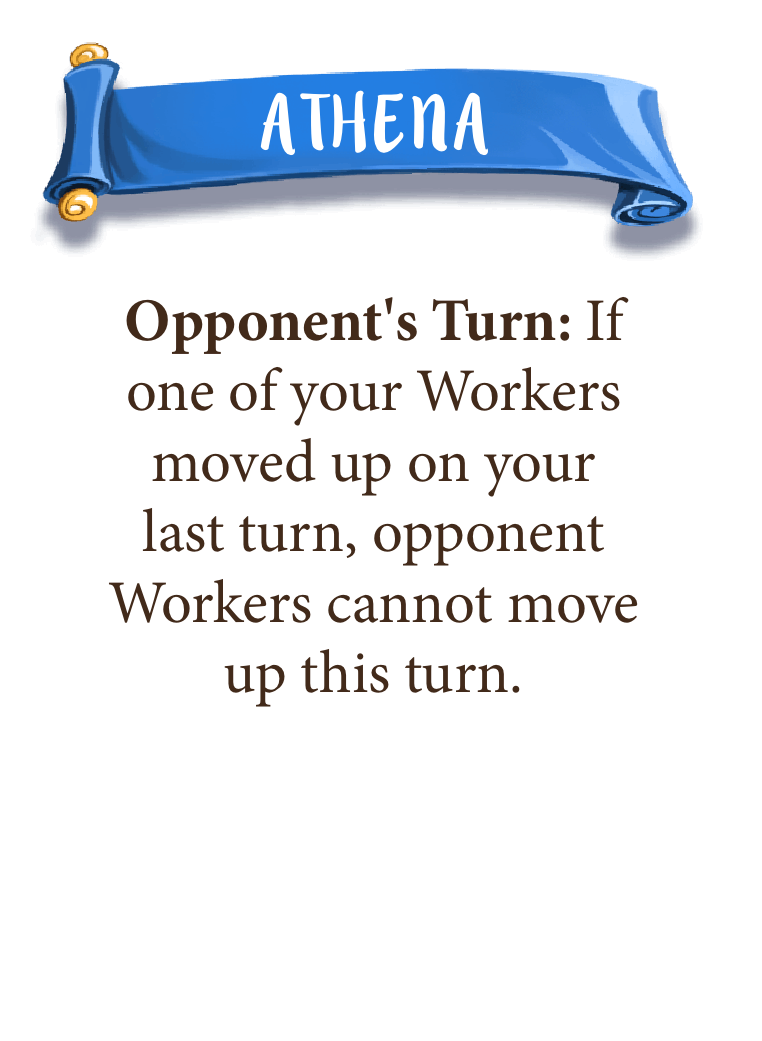 ATHENA
Opponent's Turn: If
one of your Workers
moved up on your
last turn, opponent
Workers cannot move
up this turn.